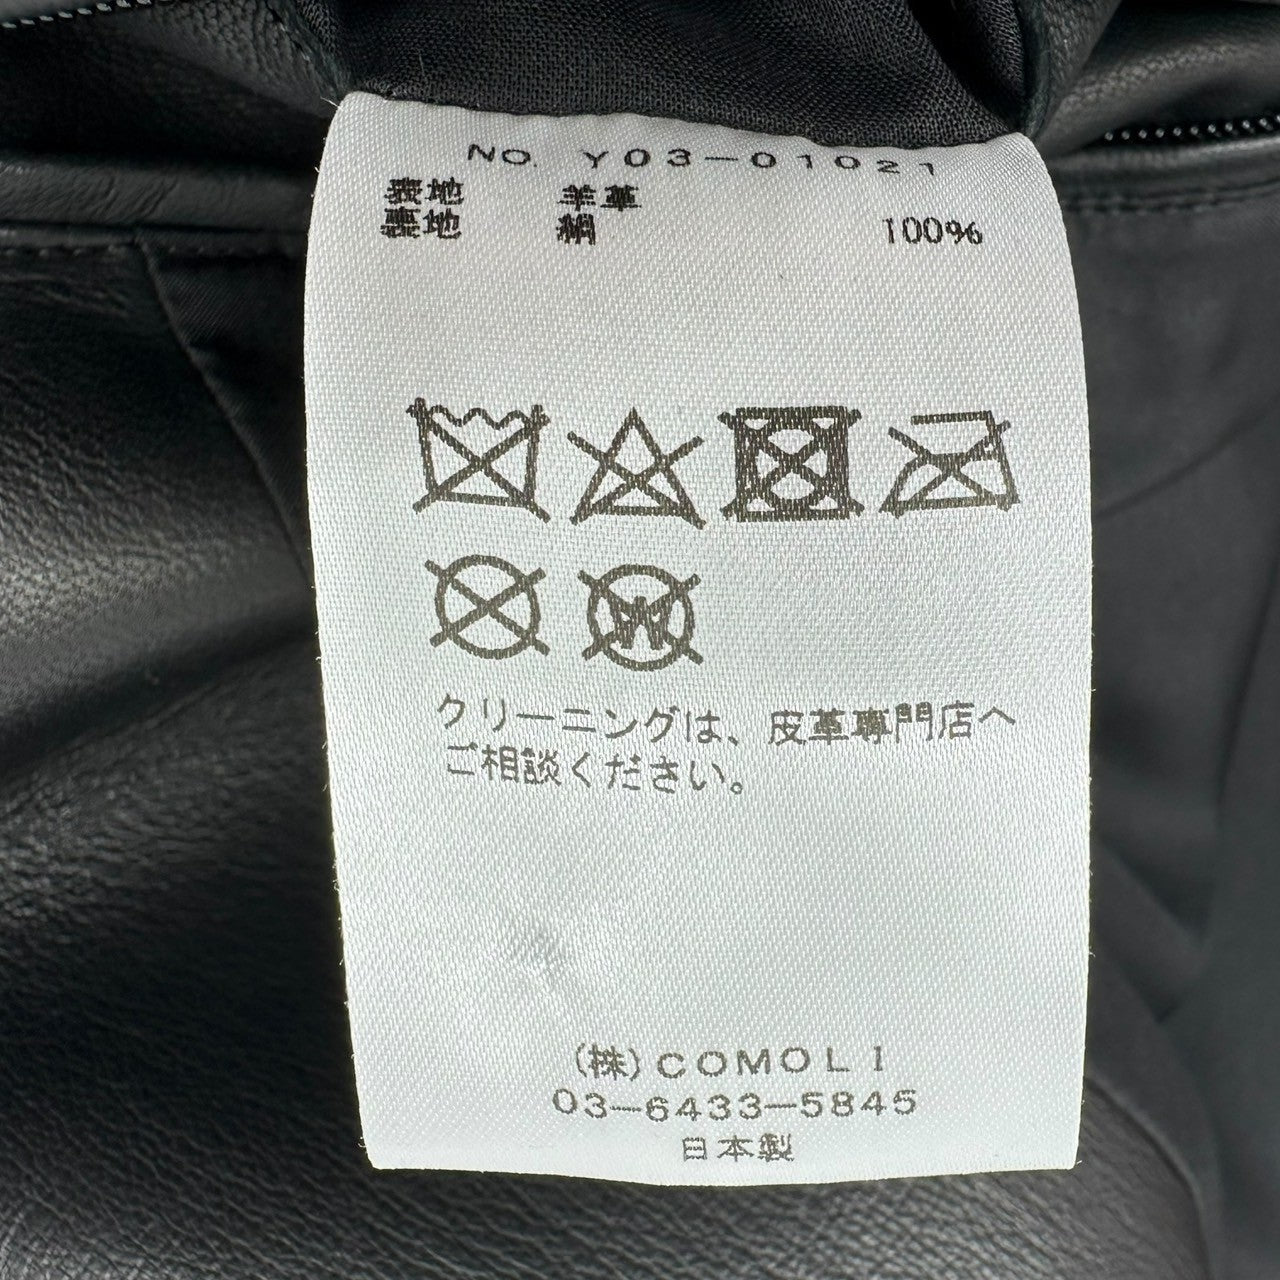 NO. Y03-01021
表地 羊革
裏地 絹 100%
クリーニングは、皮革専門店へ
ご相談ください。
(株)COMOLI
03-6433-5845
日本製